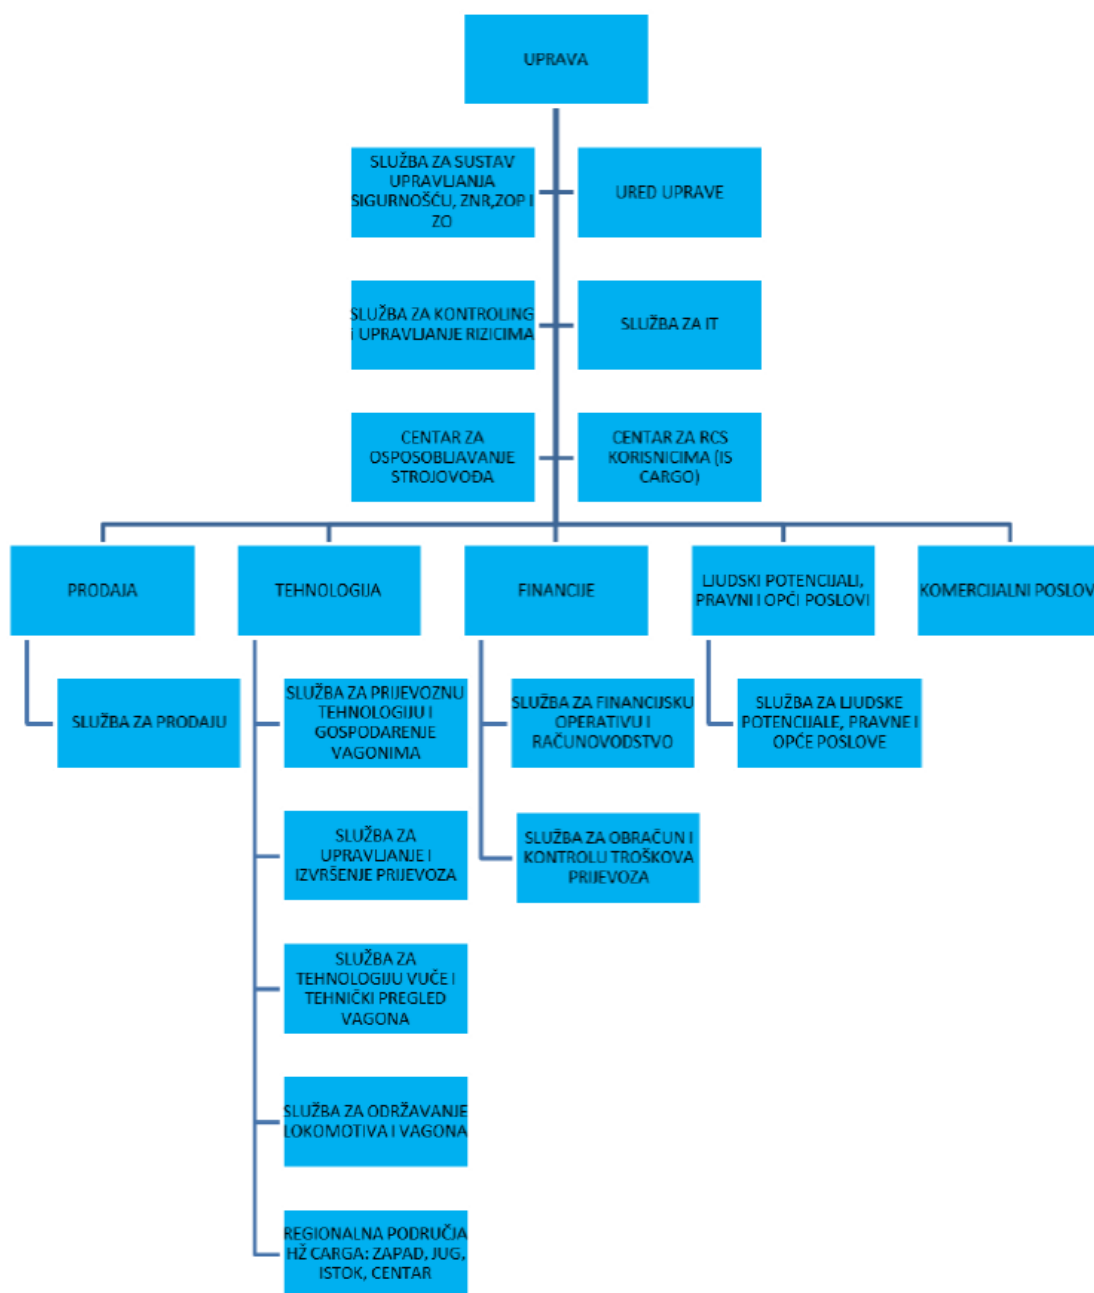 UPRAVA
SLUŽBA ZA SUSTAV
UPRAVLJANJA
SIGURNOŠĆU, ZNR,ZOP I
ZO
URED UPRAVE
SLUŽBA ZA KONTROLING
i UPRAVLJANJE RIZICIMA
SLUŽBA ZA IT
CENTAR ZA
OSPOSOBLJAVANJE
STROJOVOĐA
CENTAR ZA RCS
KORISNICIMA (IS
CARGO)
PRODAJA
TEHNOLOGIJA
FINANCIJE
LJUDSKI POTENCIJALI,
PRAVNI I OPĆI POSLOVI
KOMERCIJALNI POSLOV
SLUŽBA ZA PRODAJU
SLUŽBA ZA PRIJEVOZNU
TEHNOLOGIJU I
GOSPODARENJE
VAGONIMA
SLUŽBA ZA FINANCIJSKU
OPERATIVU I
RAČUNOVODSTVO
SLUŽBA ZA LJUDSKE
POTENCIJALE, PRAVNE I
OPĆE POSLOVE
SLUŽBA ZA
UPRAVLJANJE I
IZVRŠENJE PRIJEVOZA
SLUŽBA ZA OBRAČUN I
KONTROLU TROŠKOVA
PRIJEVOZA
SLUŽBA ZA
TEHNOLOGIJU VUČE I
TEHNIČKI PREGLED
VAGONA
SLUŽBA ZA ODRŽAVANJE
LOKOMOTIVA I VAGONA
REGIONALNA PODRUČJA
HŽ CARGA: ZAPAD, JUG,
ISTOK, CENTAR